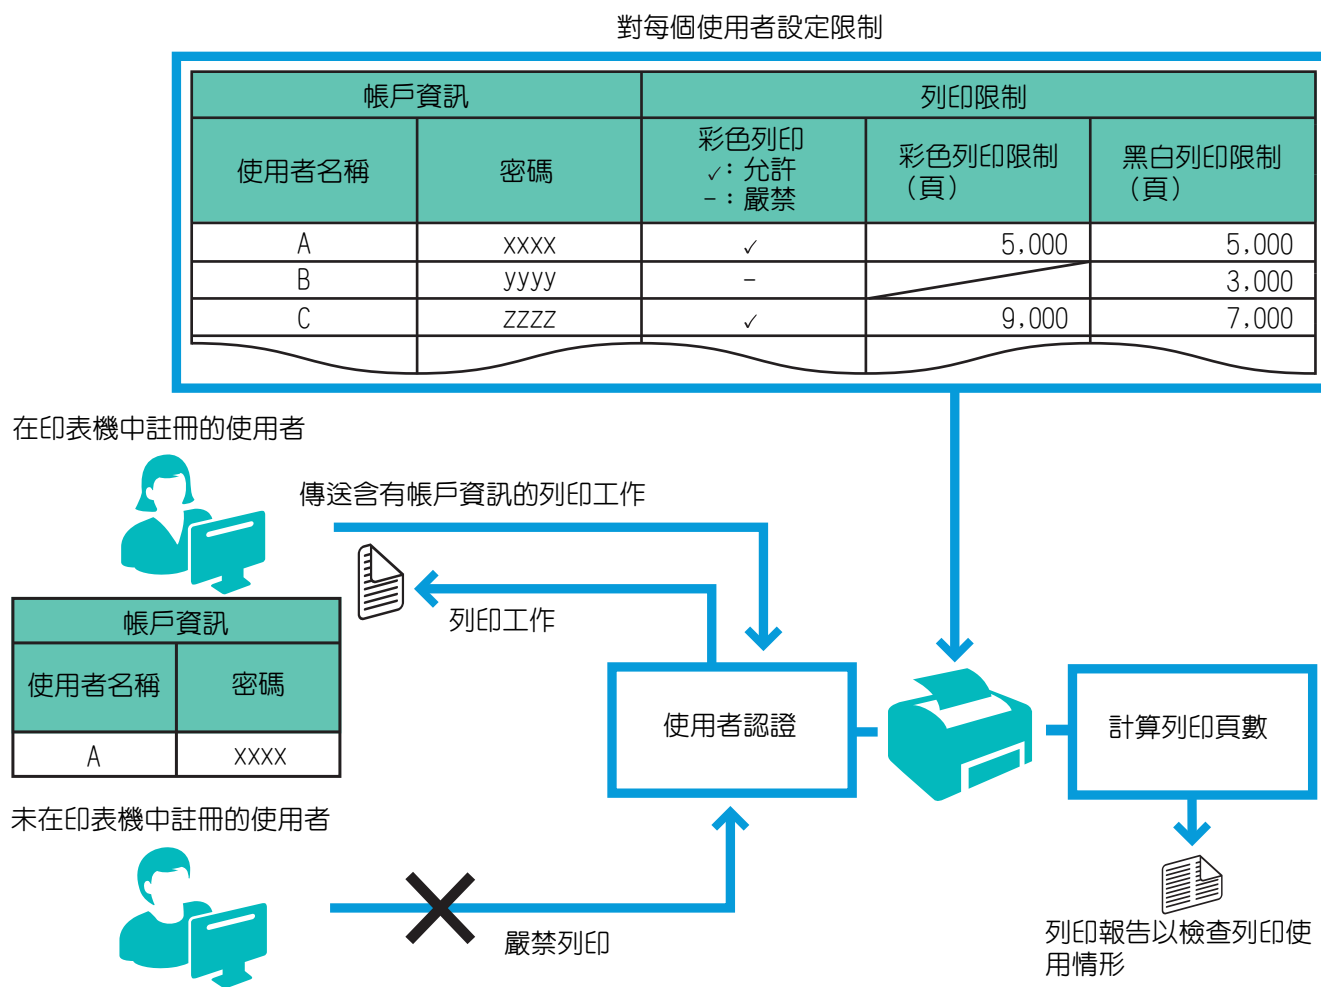 對每個使用者設定限制
帳戶資訊 列印限制
使用者名稱 密碼 彩色列印 ✓：允許 -：嚴禁 彩色列印限制（頁） 黑白列印限制（頁）
A xxxx ✓ 5,000 5,000
B yyyy - 3,000
C zzzz ✓ 9,000 7,000
在印表機中註冊的使用者
傳送含有帳戶資訊的列印工作
列印工作
帳戶資訊
使用者名稱 密碼
A xxxx
使用者認證
計算列印頁數
未在印表機中註冊的使用者
嚴禁列印
列印報告以檢查列印使
用情形